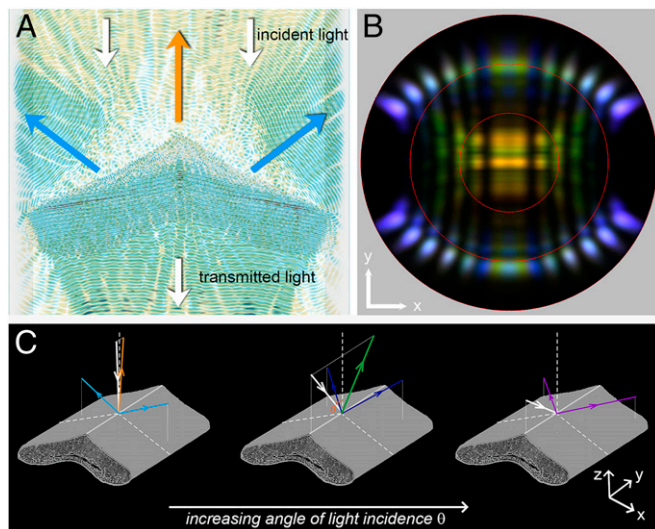 A
incident light
transmitted light
B
y
x
C
z
y
x
increasing angle of light incidence θ